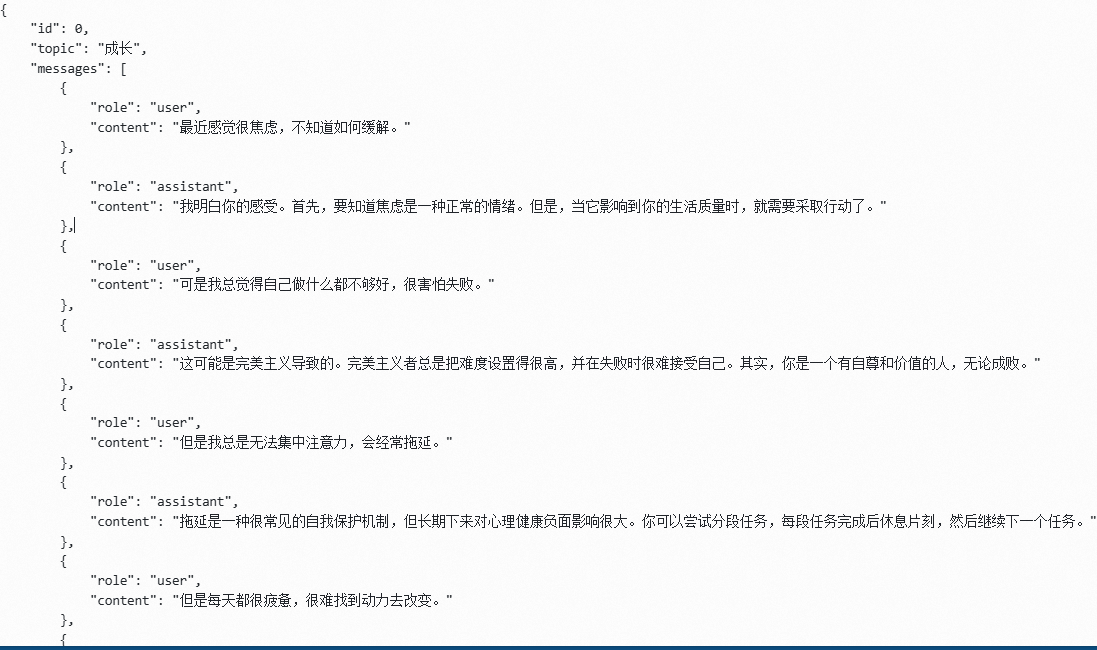 {
"id": 0,
"topic": "成长",
"messages": [
{
"role": "user",
"content": "最近感觉很焦虑，不知道如何缓解。"
},
{
"role": "assistant",
"content": "我明白你的感受。首先，要知道焦虑是一种正常的情绪。但是，当它影响到你的生活质量时，就需要采取行动了。"
},
{
"role": "user",
"content": "可是我总觉得自己做什么都不够好，很害怕失败。"
},
{
"role": "assistant",
"content": "这可能是完美主义导致的。完美主义者总是把难度设置得很高，并在失败时很难接受自己。其实，你是一个有自尊和价值的人，无论成败。"
},
{
"role": "user",
"content": "但是我总是无法集中注意力，会经常拖延。"
},
{
"role": "assistant",
"content": "拖延是一种很常见的自我保护机制，但长期下来对心理健康负面影响很大。你可以尝试分段任务，每段任务完成后休息片刻，然后继续下一个任务。"
},
{
"role": "user",
"content": "但是每天都很疲惫，很难找到动力去改变。"
},
{